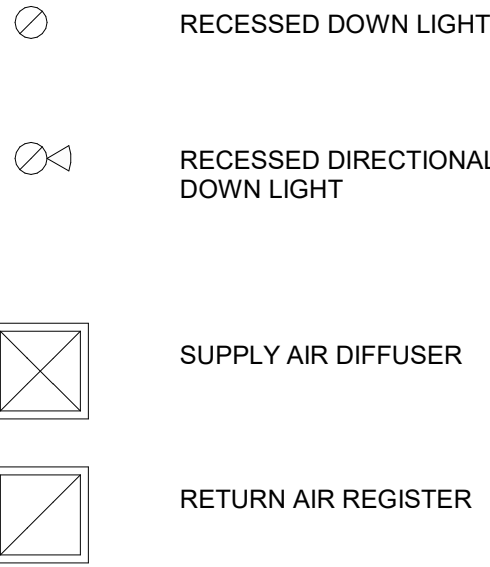 RECESSED DOWN LIGHT
RECESSED DIRECTIONAL
DOWN LIGHT
SUPPLY AIR DIFFUSER
RETURN AIR REGISTER